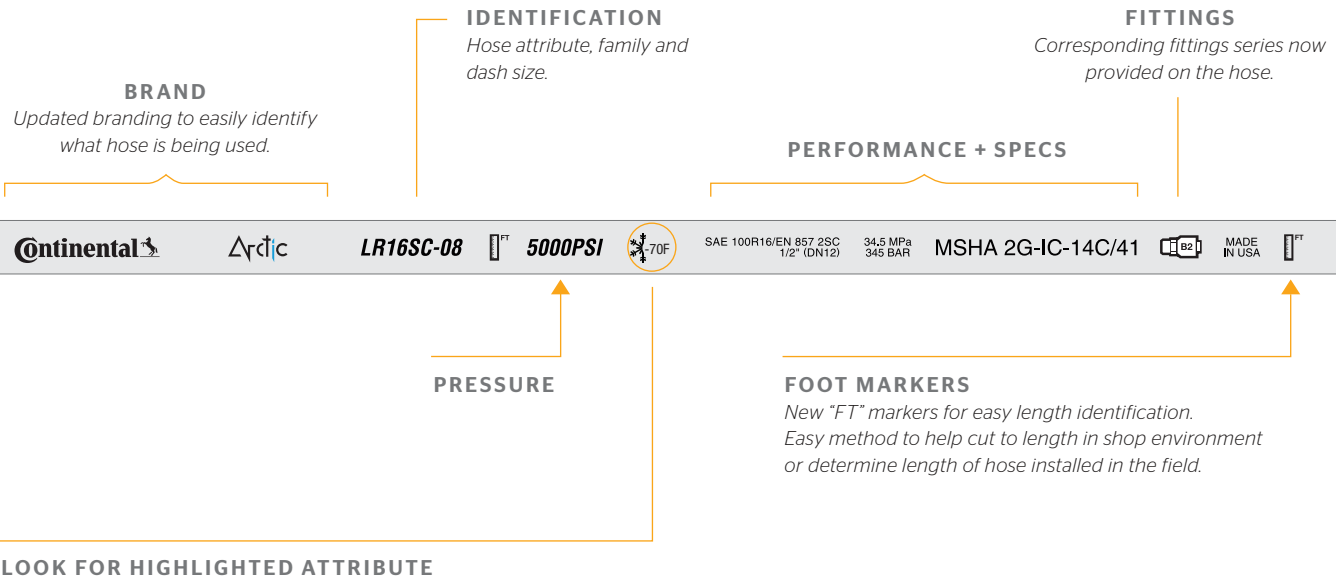 IDENTIFICATION
Hose attribute, family and
dash size.
FITTINGS
Corresponding fittings series now
provided on the hose.
BRAND
Updated branding to easily identify
what hose is being used.
PERFORMANCE + SPECS
Continental
Arctic
LR16SC-08
FT
5000PSI
-70F
SAE 100R16/EN 857 2SC
1/2" (DN12)
34.5 MPa
345 BAR
MSHA 2G-IC-14C/41
B2
MADE
IN USA
FT
PRESSURE
FOOT MARKERS
New “FT” markers for easy length identification.
Easy method to help cut to length in shop environment
or determine length of hose installed in the field.
LOOK FOR HIGHLIGHTED ATTRIBUTE